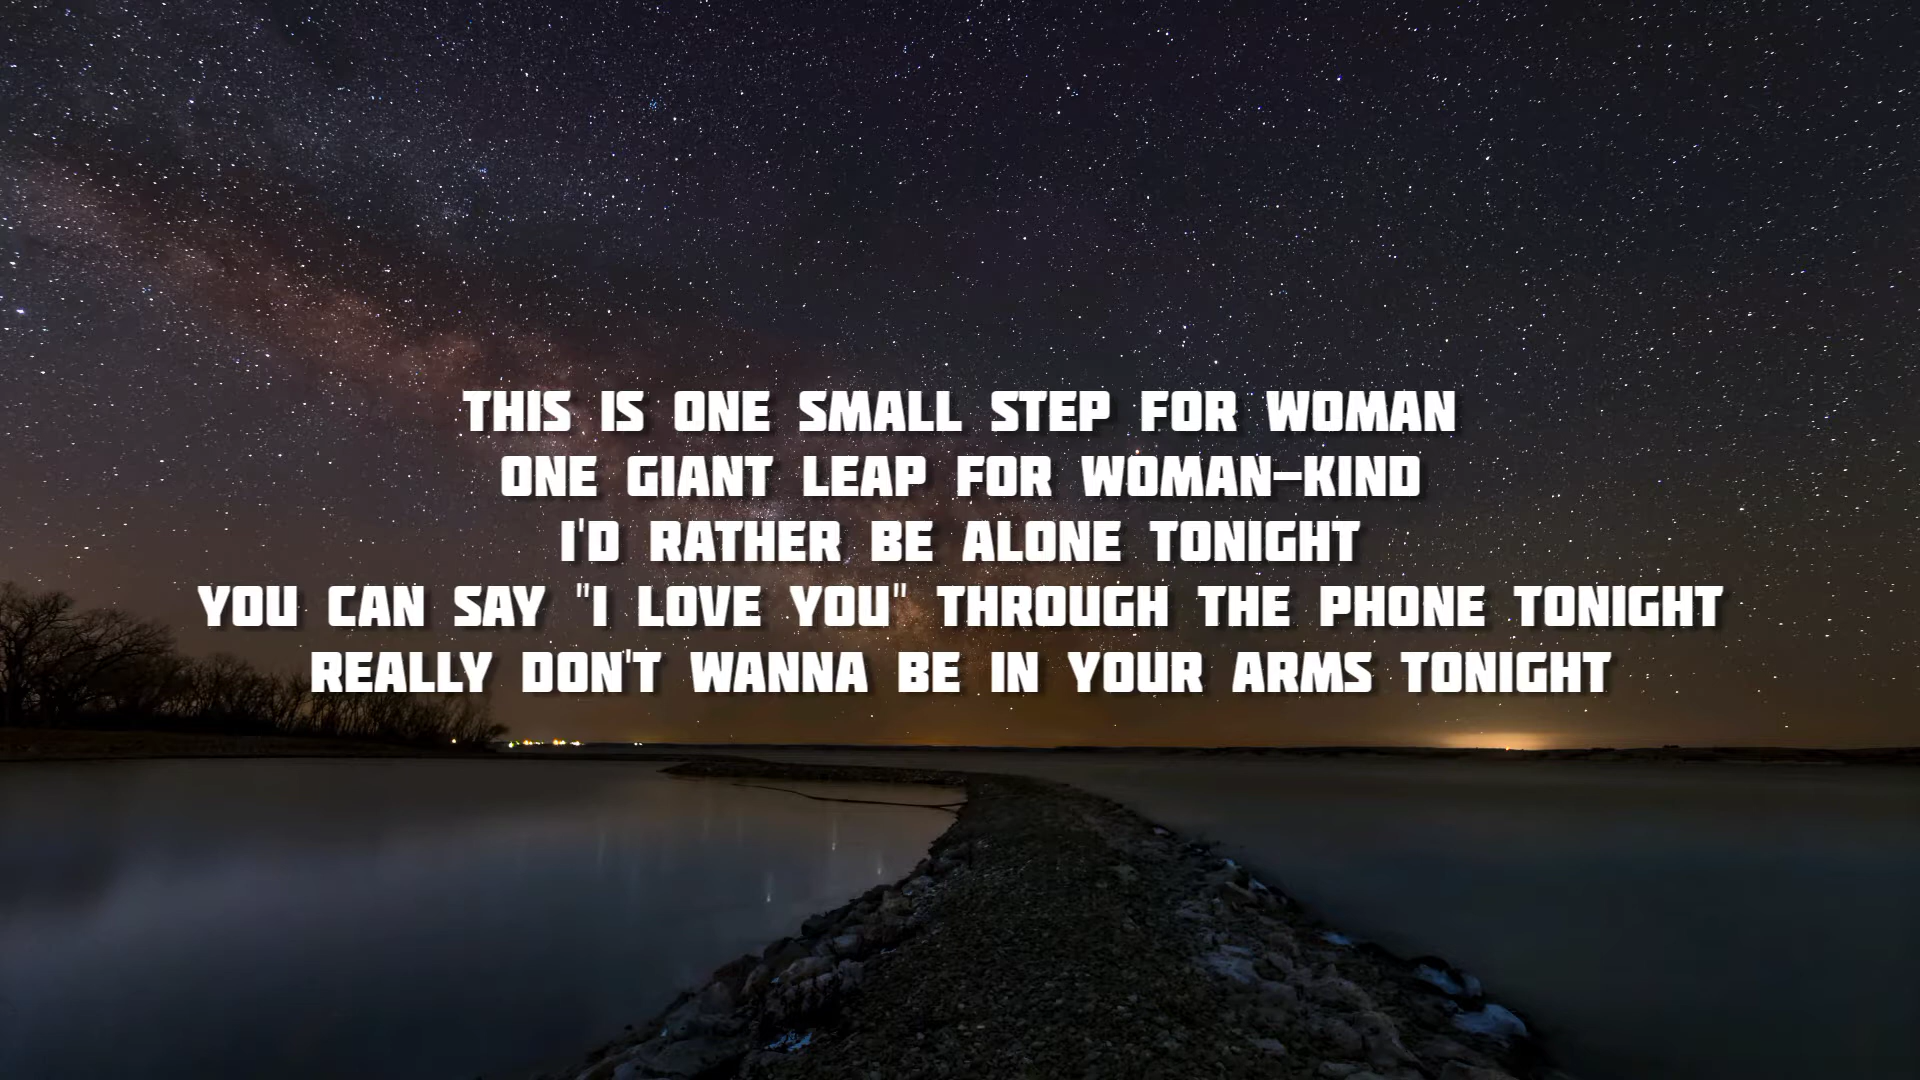 THIS IS ONE SMALL STEP FOR WOMAN
ONE GIANT LEAP FOR WOMAN-KIND
I'D RATHER BE ALONE TONIGHT
YOU CAN SAY "I LOVE YOU" THROUGH THE PHONE TONIGHT
REALLY DON'T WANNA BE IN YOUR ARMS TONIGHT